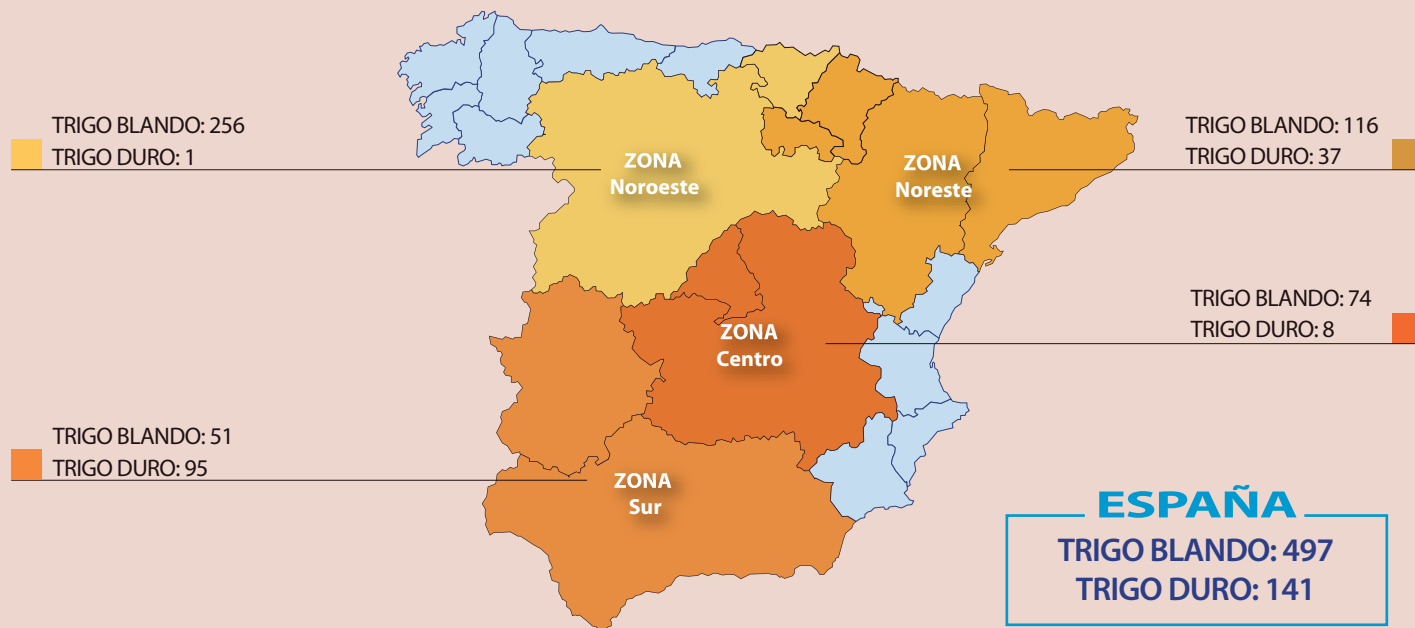 TRIGO BLANDO: 256
TRIGO DURO: 1
ZONA
Noroeste
ZONA
Noreste
TRIGO BLANDO: 116
TRIGO DURO: 37
TRIGO BLANDO: 74
TRIGO DURO: 8
ZONA
Centro
TRIGO BLANDO: 51
TRIGO DURO: 95
ZONA
Sur
ESPAÑA
TRIGO BLANDO: 497
TRIGO DURO: 141